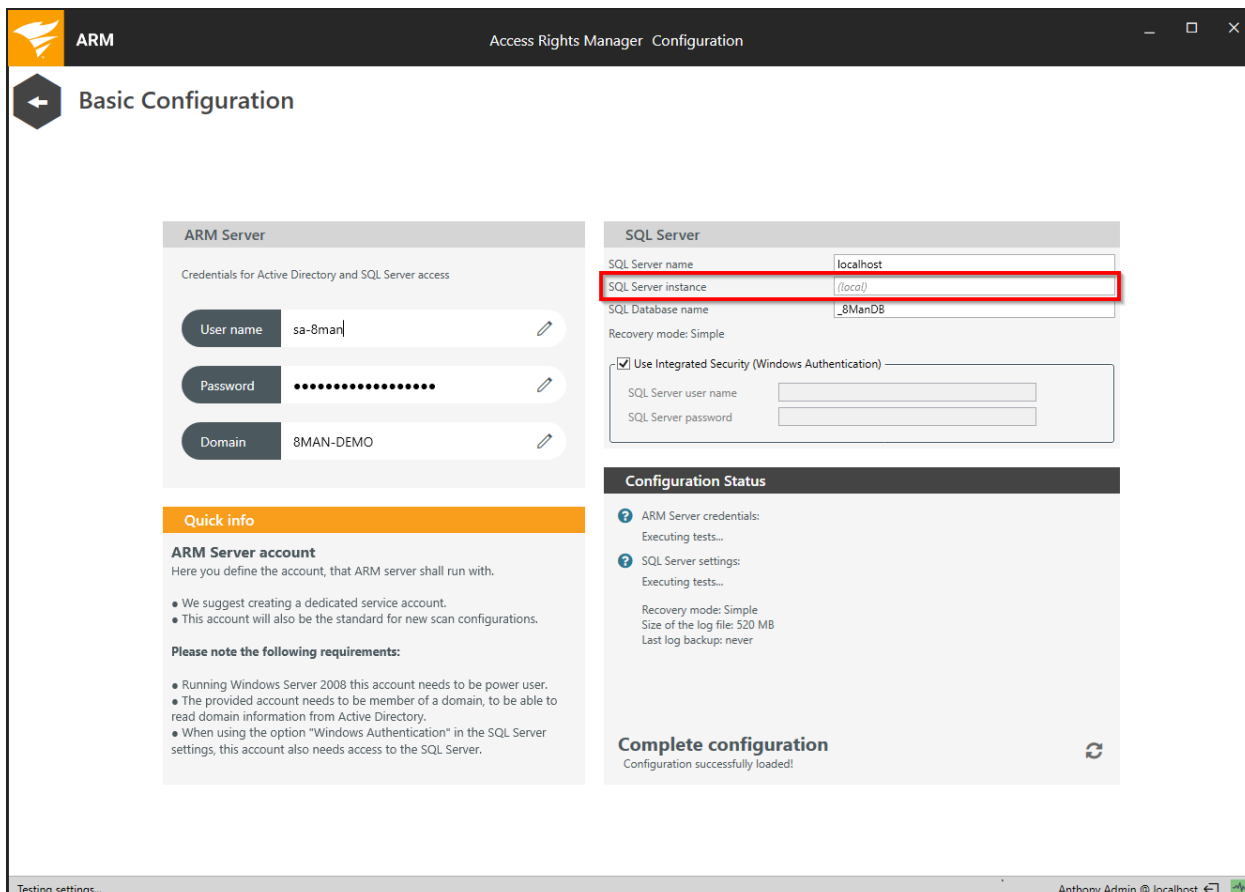 ARM
Access Rights Manager Configuration
Basic Configuration
ARM Server
Credentials for Active Directory and SQL Server access
User name sa-8man
Password ●●●●●●●●●●●●●●●●●●
Domain 8MAN-DEMO
Quick info
ARM Server account
Here you define the account, that ARM server shall run with.
● We suggest creating a dedicated service account.
● This account will also be the standard for new scan configurations.
Please note the following requirements:
● Running Windows Server 2008 this account needs to be power user.
● The provided account needs to be member of a domain, to be able to
read domain information from Active Directory.
● When using the option "Windows Authentication" in the SQL Server
settings, this account also needs access to the SQL Server.
SQL Server
SQL Server name localhost
SQL Server instance (local)
SQL Database name _8ManDB
Recovery mode: Simple
Use Integrated Security (Windows Authentication)
SQL Server user name
SQL Server password
Configuration Status
ARM Server credentials:
Executing tests...
SQL Server settings:
Executing tests...
Recovery mode: Simple
Size of the log file: 520 MB
Last log backup: never
Complete configuration
Configuration successfully loaded!
Testing settings...
Anthony Admin @ localhost